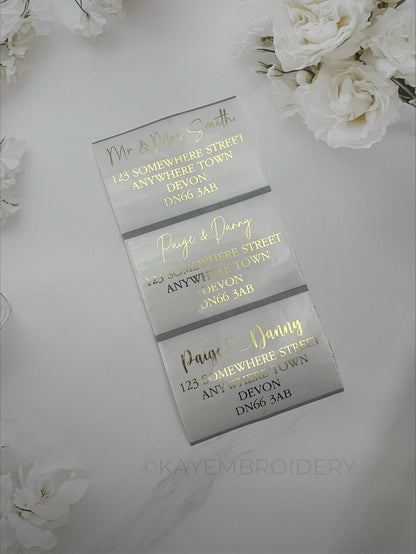 Mr & Mrs Smith
123 SOMEWHERE STREET
ANYWHERE TOWN
DEVON
DN66 3AB
Paige & Danny
123 SOMEWHERE STREET
ANYWHERE TOWN
DEVON
DN66 3AB
Paige ♡ Danny
123 SOMEWHERE STREET
ANYWHERE TOWN
DEVON
DN66 3AB
©KAYEMBROIDERY